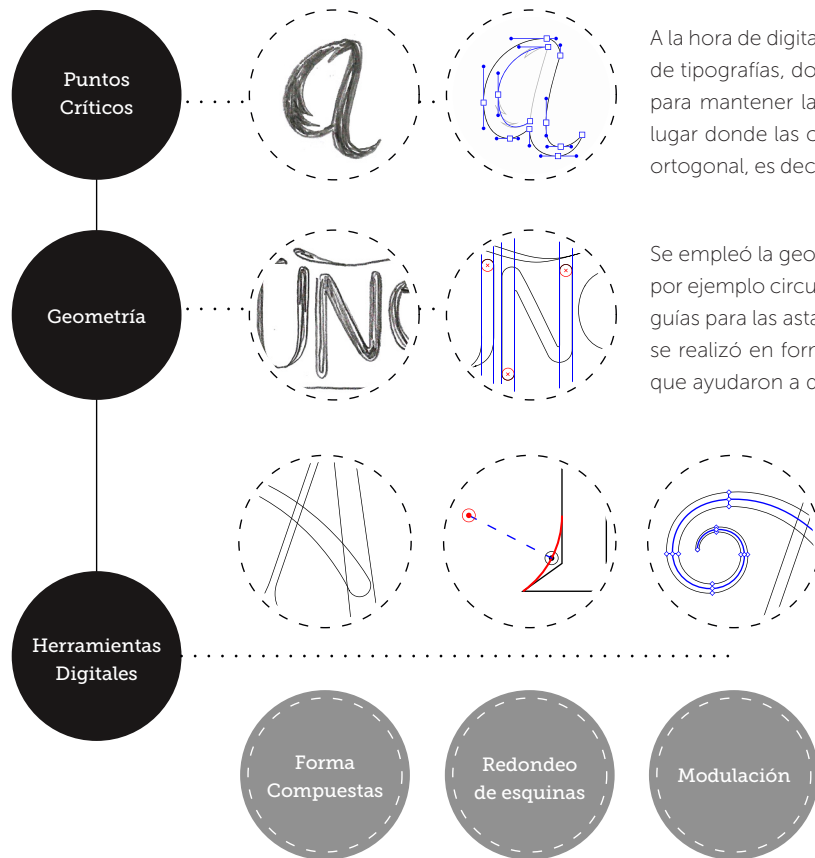 Puntos
Críticos
A la hora de digita
de tipografías, do
para mantener la
lugar donde las c
ortogonal, es dec
Geometría
UNO
Se empleó la geo
por ejemplo circu
guías para las asta
se realizó en forr
que ayudaron a c
Herramientas
Digitales
Forma
Compuestas
Redondeo
de esquinas
Modulación